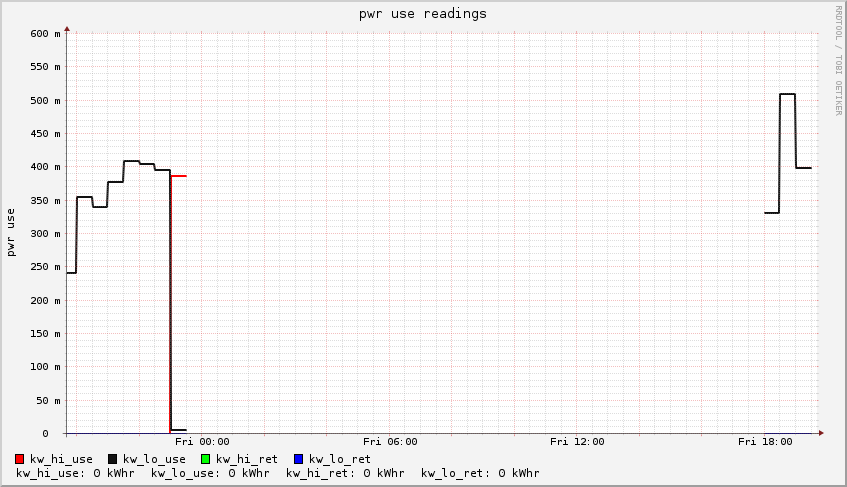 pwr use readings
RRDTOOL / TOBI OETIKER
600 m
550 m
500 m
450 m
400 m
350 m
300 m
250 m
200 m
150 m
100 m
50 m
0
pwr use
Fri 00:00 Fri 06:00 Fri 12:00 Fri 18:00
kw_hi_use kw_lo_use kw_hi_ret kw_lo_ret
kw_hi_use: 0 kWhr kw_lo_use: 0 kWhr kw_hi_ret: 0 kWhr kw_lo_ret: 0 kWhr